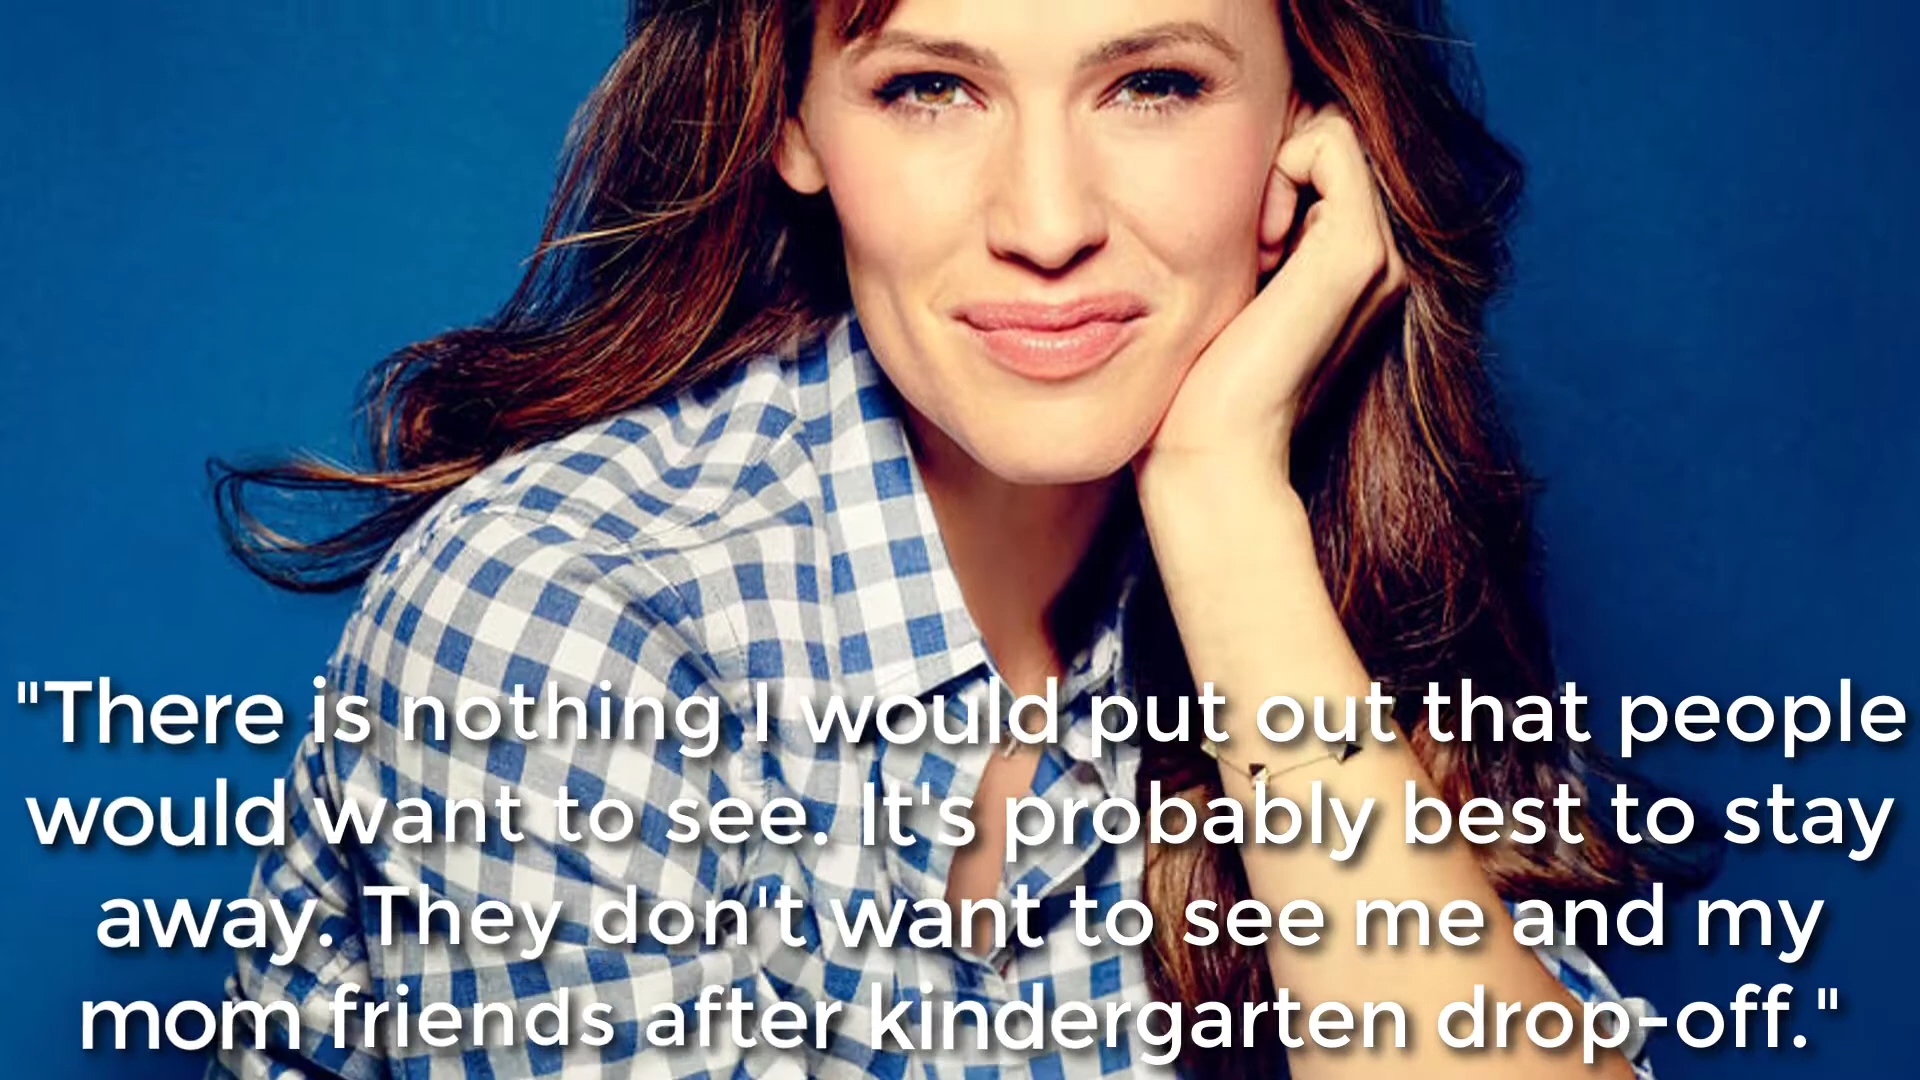 "There is nothing I would put out that people
would want to see. It's probably best to stay
away. They don't want to see me and my
mom friends after kindergarten drop-off."